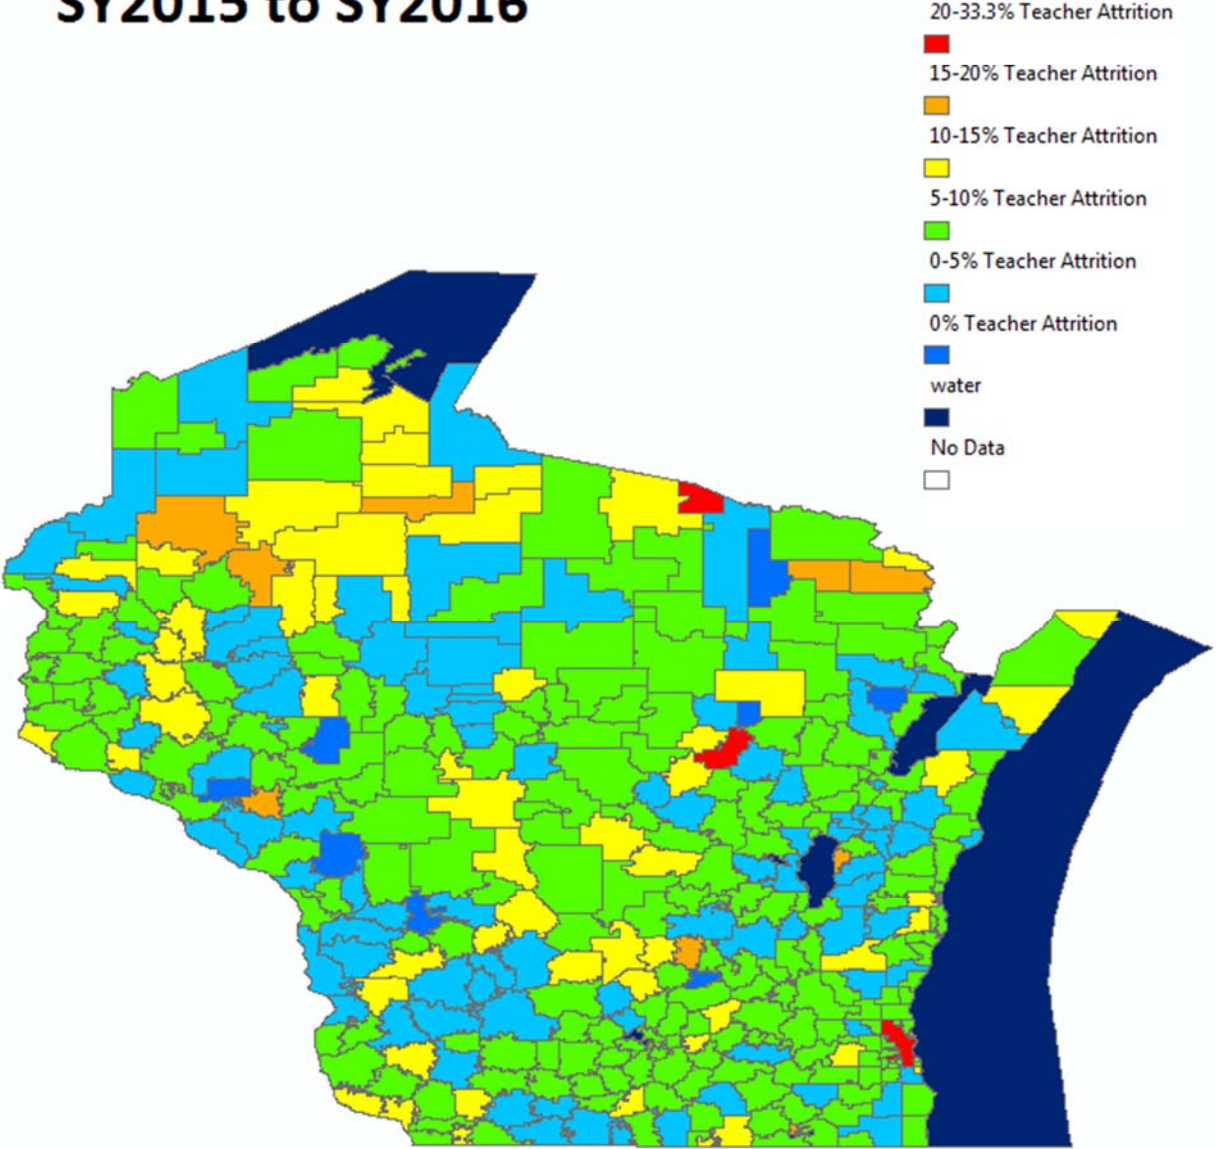 SY2015 to SY2016
20-33.3% Teacher Attrition
15-20% Teacher Attrition
10-15% Teacher Attrition
5-10% Teacher Attrition
0-5% Teacher Attrition
0% Teacher Attrition
water
No Data